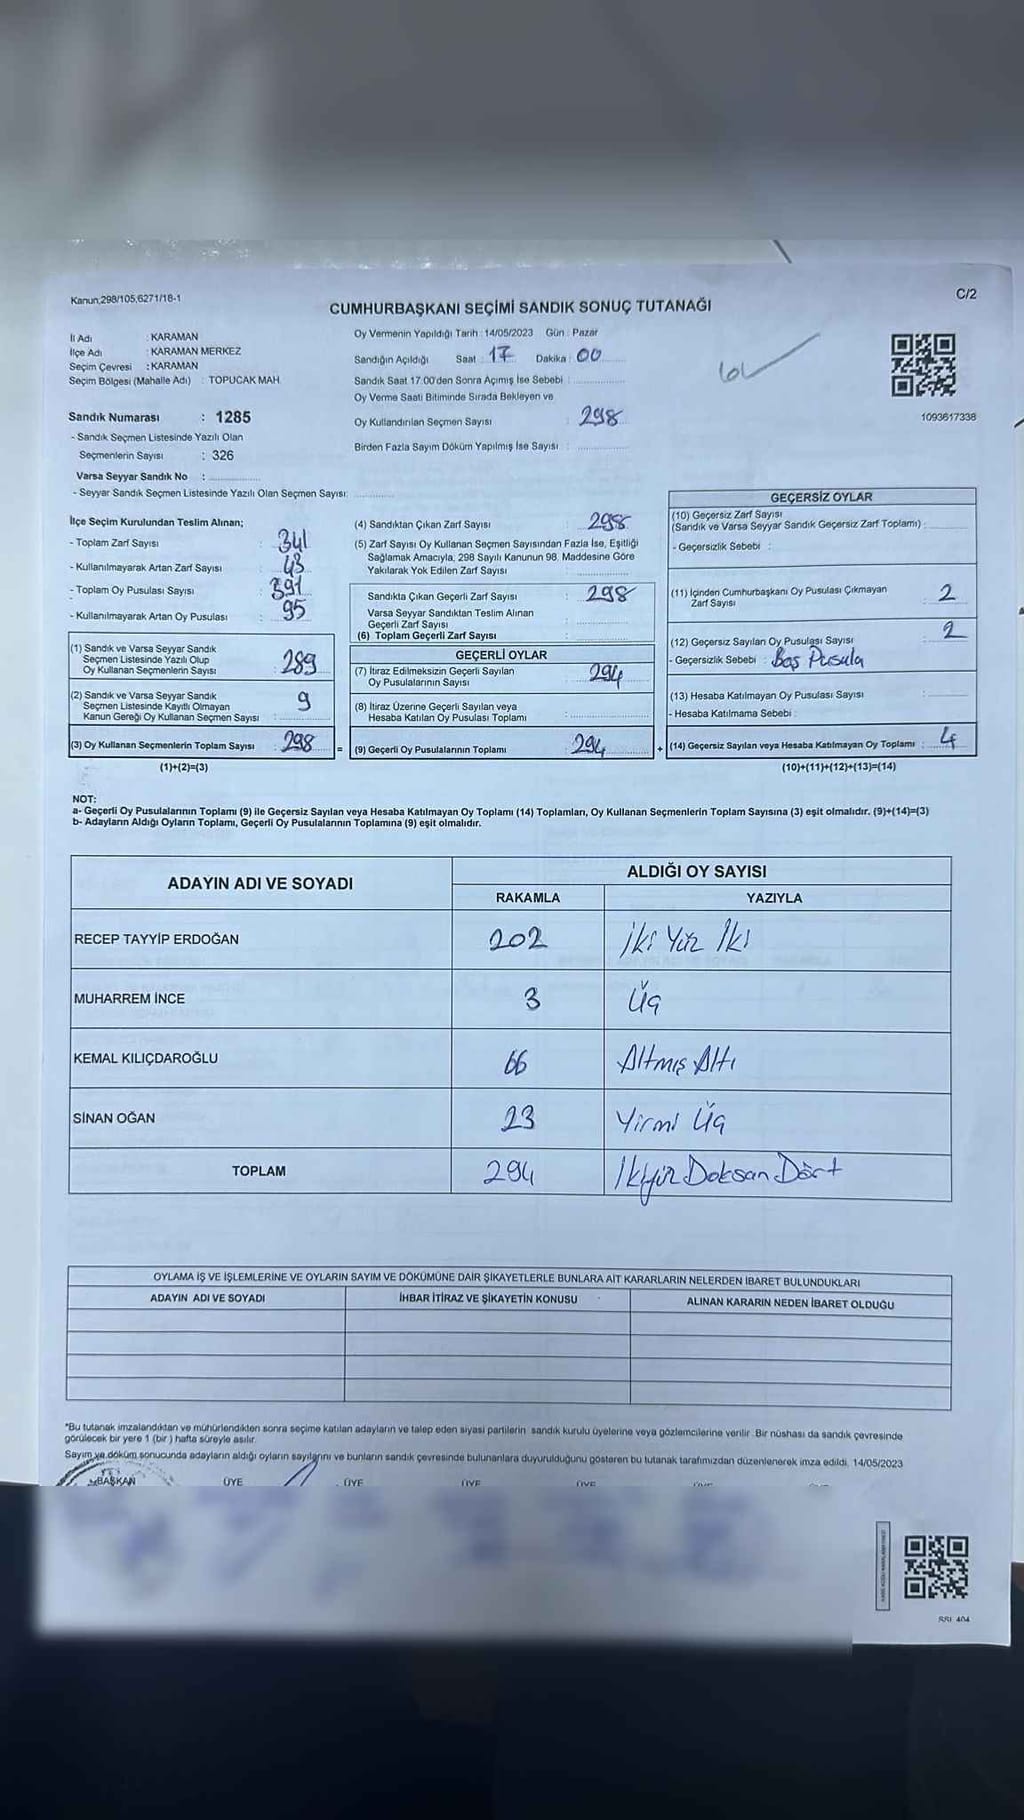 Kanun;298/105;6271/18-1
C/2
CUMHURBAŞKANI SEÇİMİ SANDIK SONUÇ TUTANAĞI
İl Adı : KARAMAN
İlçe Adı : KARAMAN MERKEZ
Seçim Çevresi : KARAMAN
Seçim Bölgesi (Mahalle Adı) : TOPUCAK MAH.
Sandık Numarası : 1285
- Sandık Seçmen Listesinde Yazılı Olan
Seçmenlerin Sayısı : 326
Varsa Seyyar Sandık No :
- Seyyar Sandık Seçmen Listesinde Yazılı Olan Seçmen Sayısı:
Oy Vermenin Yapıldığı Tarih : 14/05/2023 Gün : Pazar
Sandığın Açıldığı Saat : 17 Dakika : 00
Sandık Saat 17.00'den Sonra Açımış İse Sebebi :
Oy Verme Saati Bitiminde Sırada Bekleyen ve
Oy Kullandırılan Seçmen Sayısı : 298
Birden Fazla Sayım Döküm Yapılmış İse Sayısı :
1093617338
İlçe Seçim Kurulundan Teslim Alınan;
- Toplam Zarf Sayısı : 341
- Kullanılmayarak Artan Zarf Sayısı : 43
- Toplam Oy Pusulası Sayısı : 391
- Kullanılmayarak Artan Oy Pusulası : 95
(1) Sandık ve Varsa Seyyar Sandık
Seçmen Listesinde Yazılı Olup
Oy Kullanan Seçmenlerin Sayısı : 289
(2) Sandık ve Varsa Seyyar Sandık
Seçmen Listesinde Kayıtlı Olmayan
Kanun Gereği Oy Kullanan Seçmen Sayısı : 9
(3) Oy Kullanan Seçmenlerin Toplam Sayısı : 298
(1)+(2)=(3)
(4) Sandıktan Çıkan Zarf Sayısı : 298
(5) Zarf Sayısı Oy Kullanan Seçmen Sayısından Fazla İse, Eşitliği
Sağlamak Amacıyla, 298 Sayılı Kanunun 98. Maddesine Göre
Yakılarak Yok Edilen Zarf Sayısı :
Sandıkta Çıkan Geçerli Zarf Sayısı : 298
Varsa Seyyar Sandıktan Teslim Alınan
Geçerli Zarf Sayısı :
(6) Toplam Geçerli Zarf Sayısı :
GEÇERLİ OYLAR
(7) İtiraz Edilmeksizin Geçerli Sayılan
Oy Pusulalarının Sayısı : 294
(8) İtiraz Üzerine Geçerli Sayılan veya
Hesaba Katılan Oy Pusulası Toplamı :
= (9) Geçerli Oy Pusulalarının Toplamı : 294
GEÇERSİZ OYLAR
(10) Geçersiz Zarf Sayısı
(Sandık ve Varsa Seyyar Sandık Geçersiz Zarf Toplamı) :
- Geçersizlik Sebebi :
(11) İçinden Cumhurbaşkanı Oy Pusulası Çıkmayan
Zarf Sayısı : 2
(12) Geçersiz Sayılan Oy Pusulası Sayısı : 2
- Geçersizlik Sebebi : Boş Pusula
(13) Hesaba Katılmayan Oy Pusulası Sayısı :
- Hesaba Katılmama Sebebi :
+ (14) Geçersiz Sayılan veya Hesaba Katılmayan Oy Toplamı : 4
(10)+(11)+(12)+(13)=(14)
NOT:
a- Geçerli Oy Pusulalarının Toplamı (9) ile Geçersiz Sayılan veya Hesaba Katılmayan Oy Toplamı (14) Toplamları, Oy Kullanan Seçmenlerin Toplam Sayısına (3) eşit olmalıdır. (9)+(14)=(3)
b- Adayların Aldığı Oyların Toplamı, Geçerli Oy Pusulalarının Toplamına (9) eşit olmalıdır.
ADAYIN ADI VE SOYADI
ALDIĞI OY SAYISI
RAKAMLA YAZIYLA
RECEP TAYYİP ERDOĞAN 202 İki Yüz İki
MUHARREM İNCE 3 Üç
KEMAL KILIÇDAROĞLU 66 Altmış Altı
SİNAN OĞAN 23 Yirmi Üç
TOPLAM 294 İkiyüz Doksan Dört
OYLAMA İŞ VE İŞLEMLERİNE VE OYLARIN SAYIM VE DÖKÜMÜNE DAİR ŞİKAYETLERLE BUNLARA AİT KARARLARIN NELERDEN İBARET BULUNDUKLARI
ADAYIN ADI VE SOYADI İHBAR İTİRAZ VE ŞİKAYETİN KONUSU ALINAN KARARIN NEDEN İBARET OLDUĞU
*Bu tutanak imzalandıktan ve mühürlendikten sonra seçime katılan adayların ve talep eden siyasi partilerin sandık kurulu üyelerine veya gözlemcilerine verilir. Bir nüshası da sandık çevresinde
görülecek bir yere 1 (bir) hafta süreyle asılır.
Sayım ve döküm sonucunda adayların aldığı oyların sayılarını ve bunların sandık çevresinde bulunanlara duyurulduğunu gösteren bu tutanak tarafımızdan düzenlenerek imza edildi. 14/05/2023
BAŞKAN ÜYE ÜYE ÜYE ÜYE